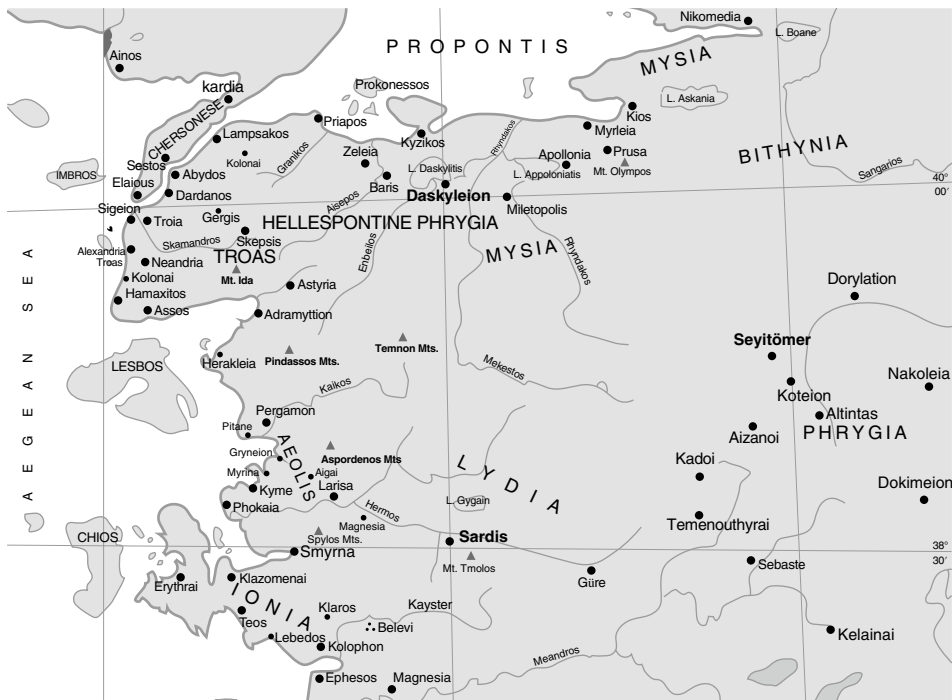 Nikomedia
L. Boane
PROPONTIS
Ainos
MYSIA
Prokonessos
kardia
L. Askania
Kios
CHERSONESE
Lampsakos
Priapos
Kyzikos
Rhyndakos
Myrleia
BITHYNIA
Kolonai
Granikos
Zeleia
Apollonia
Prusa
Sestos
L. Daskylitis
L. Appoloniatis
Mt. Olympos
Sangarios
IMBROS
Abydos
Baris
40°
00'
Elaious
Dardanos
Aisepos
Daskyleion
Miletopolis
Sigeion
Gergis
Troia
HELLESPONTINE PHRYGIA
Skamandros
Skepsis
Enbeilos
MYSIA
Rhyndakos
Alexandria
Troas
Neandria
TROAS
Kolonai
Mt. Ida
Astyria
Dorylation
Hamaxitos
Assos
Adramyttion
AEGEAN SEA
Seyitömer
Temnon Mts.
Herakleia
Pindassos Mts.
LESBOS
Mekestos
Nakoleia
Kaikos
Koteion
Pergamon
Altintas
Pitane
Aizanoi
PHRYGIA
AEOLIS
Gryneion
Aspordenos Mts
LYDIA
Kadoi
Myrina
Aigai
Larisa
Dokimeion
Kyme
L. Gygain
Phokaia
Hermos
Magnesia
Temenouthyrai
CHIOS
Spylos Mts.
Sardis
38°
30'
Smyrna
Mt. Tmolos
Sebaste
Erythrai
Klazomenai
Güre
IONIA
Teos
Klaros
Kayster
Belevi
Lebedos
Kolophon
Kelainai
Meandros
Ephesos
Magnesia